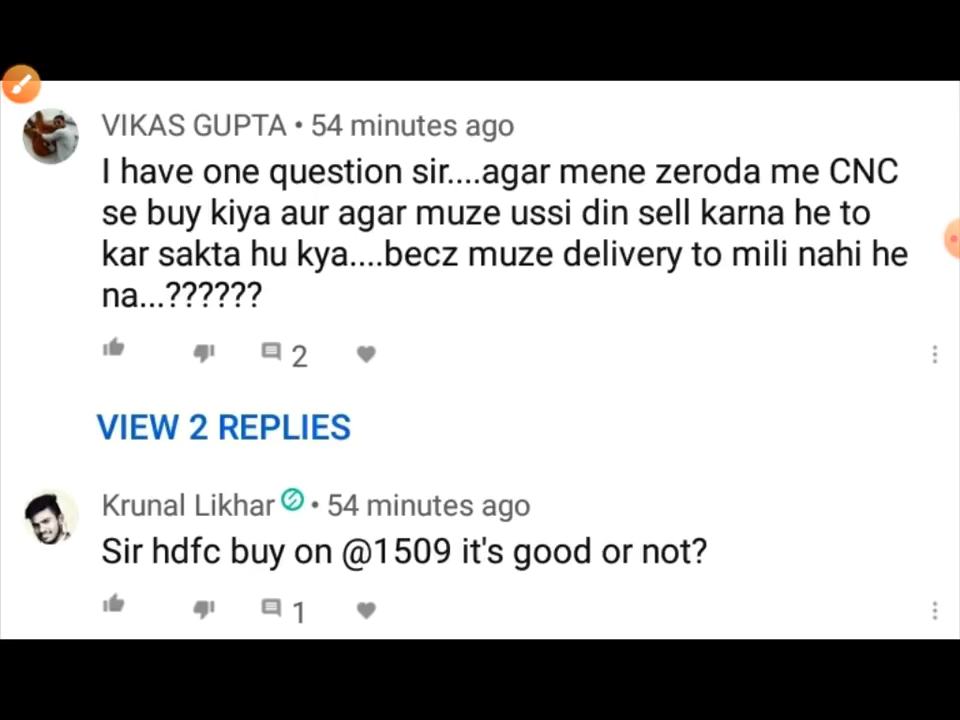 VIKAS GUPTA • 54 minutes ago
I have one question sir....agar mene zeroda me CNC
se buy kiya aur agar muze ussi din sell karna he to
kar sakta hu kya....becz muze delivery to mili nahi he
na...??????
2
VIEW 2 REPLIES
Krunal Likhar • 54 minutes ago
Sir hdfc buy on @1509 it's good or not?
1